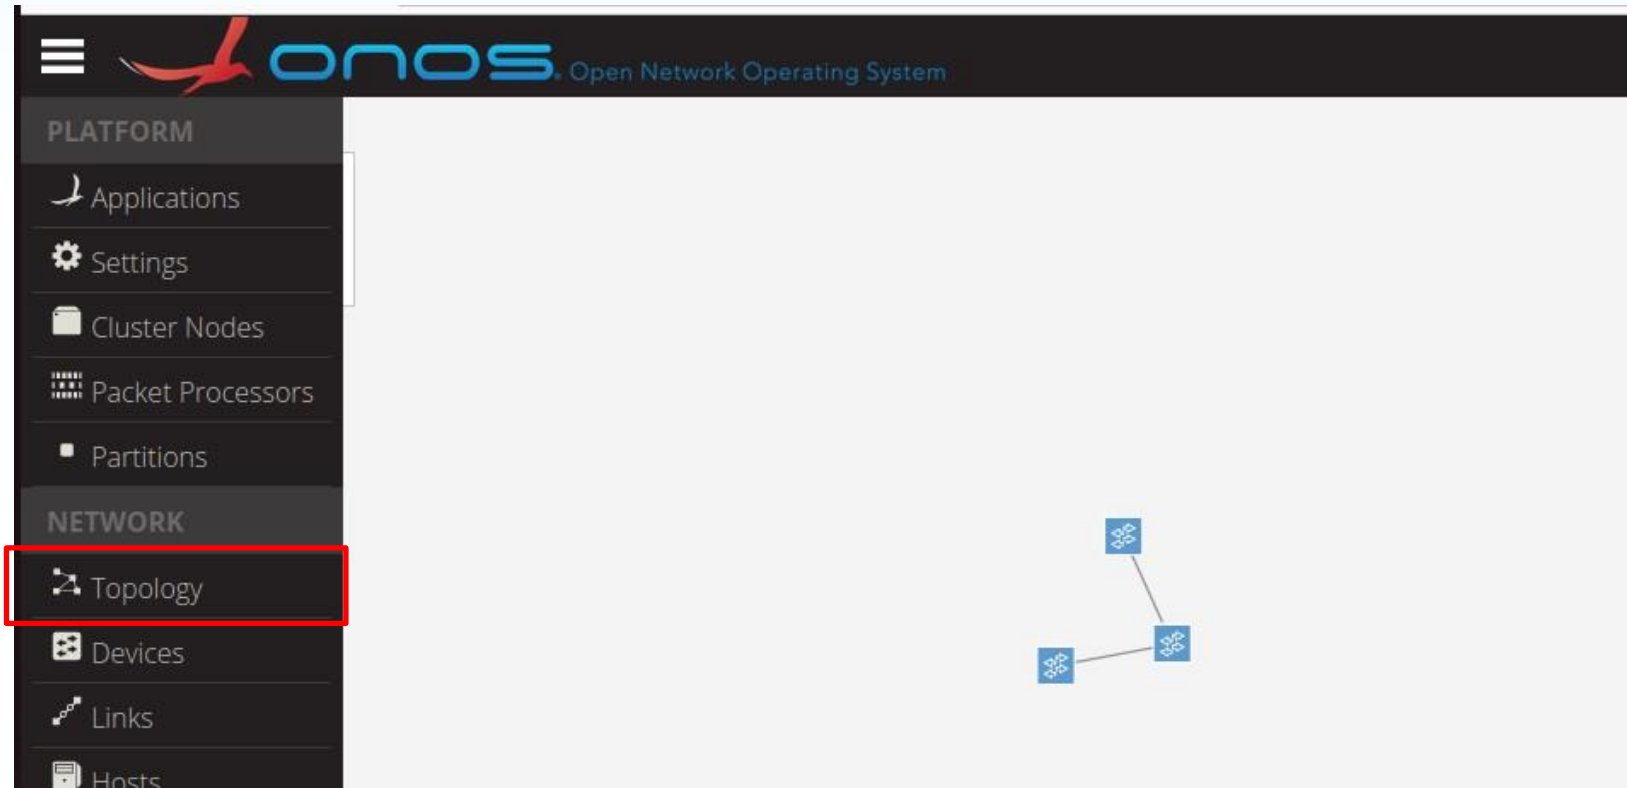 onos. Open Network Operating System
PLATFORM
Applications
Settings
Cluster Nodes
Packet Processors
Partitions
NETWORK
Topology
Devices
Links
Hosts